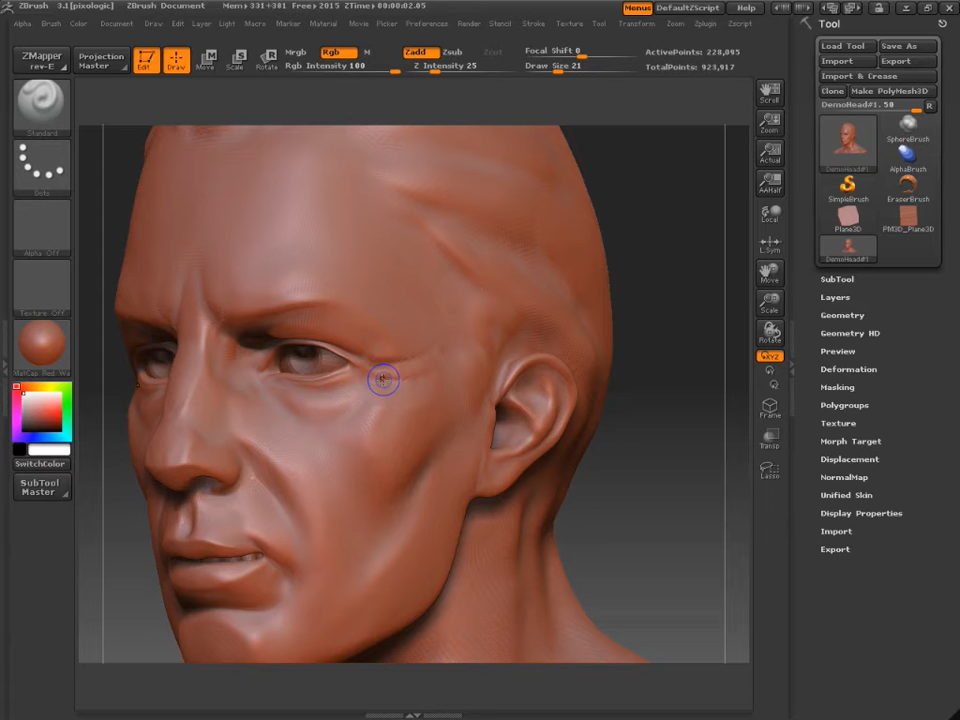 ZBrush 3.1[pixologic] ZBrush Document Mem▸331+381 Free▸2015 ZTime▸00:00:02.05 Menus DefaultZScript Help
Alpha Brush Color Document Draw Edit Layer Light Macro Marker Material Movie Picker Preferences Render Stencil Stroke Texture Tool Transform Zoom Zplugin Zscript
Tool
ZMapper
rev-E
Projection
Master
Edit
Draw
Move
Scale
Rotate
Mrgb Rgb M
Rgb Intensity 100
Zadd Zsub Zcut
Z Intensity 25
Focal Shift 0
Draw Size 21
ActivePoints: 228,095
TotalPoints: 923,917
Standard
Dots
Alpha Off
Texture Off
MatCap Red Wa
SwitchColor
SubTool
Master
Scroll
Zoom
Actual
AAHalf
Local
L.Sym
Move
Scale
Rotate
XYZ
Frame
Transp
Lasso
Load Tool Save As
Import Export
Import & Crease
Clone Make PolyMesh3D
DemoHead#1.50 R
DemoHead#1
SphereBrush
AlphaBrush
SimpleBrush
EraserBrush
Plane3D
PM3D_Plane3D
DemoHead#1
SubTool
Layers
Geometry
Geometry HD
Preview
Deformation
Masking
Polygroups
Texture
Morph Target
Displacement
NormalMap
Unified Skin
Display Properties
Import
Export